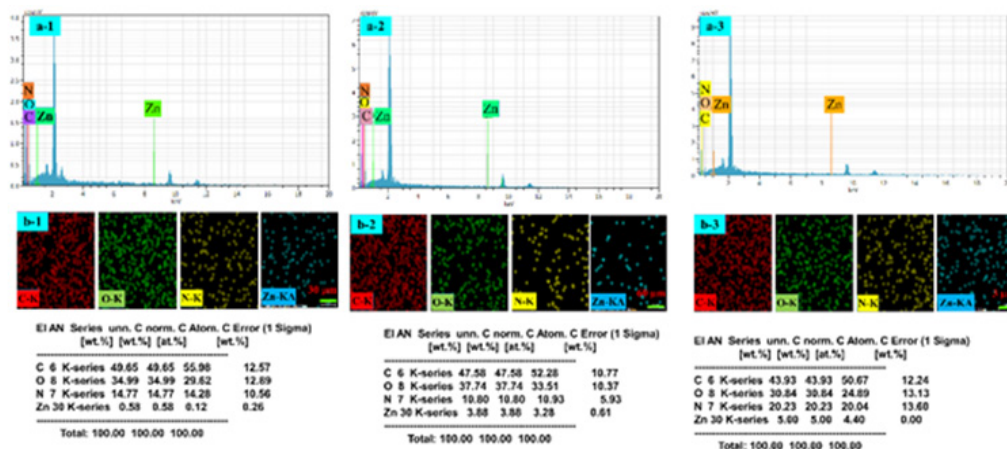 a-1
N
O
C
Zn
Zn
keV
a-2
N
O
C
Zn
Zn
keV
a-3
N
O
C
Zn
Zn
keV
b-1
C-K
O-K
N-K
Zn-KA
b-2
C-K
O-K
N-K
Zn-KA
b-3
C-K
O-K
N-K
Zn-KA
El AN Series unn. C norm. C Atom. C Error (1 Sigma)
[wt.%] [wt.%] [at.%] [wt.%]
C 6 K-series 49.65 49.65 55.98 12.57
O 8 K-series 34.99 34.99 29.62 12.89
N 7 K-series 14.77 14.77 14.28 10.56
Zn 30 K-series 0.58 0.58 0.12 0.26
Total: 100.00 100.00 100.00
El AN Series unn. C norm. C Atom. C Error (1 Sigma)
[wt.%] [wt.%] [at.%] [wt.%]
C 6 K-series 47.58 47.58 52.28 10.77
O 8 K-series 37.74 37.74 33.51 10.37
N 7 K-series 10.80 10.80 10.93 5.93
Zn 30 K-series 3.88 3.88 3.28 0.61
Total: 100.00 100.00 100.00
El AN Series unn. C norm. C Atom. C Error (1 Sigma)
[wt.%] [wt.%] [at.%] [wt.%]
C 6 K-series 43.93 43.93 50.67 12.24
O 8 K-series 30.84 30.84 24.89 13.13
N 7 K-series 20.23 20.23 20.04 13.60
Zn 30 K-series 5.00 5.00 4.40 0.00
Total: 100.00 100.00 100.00